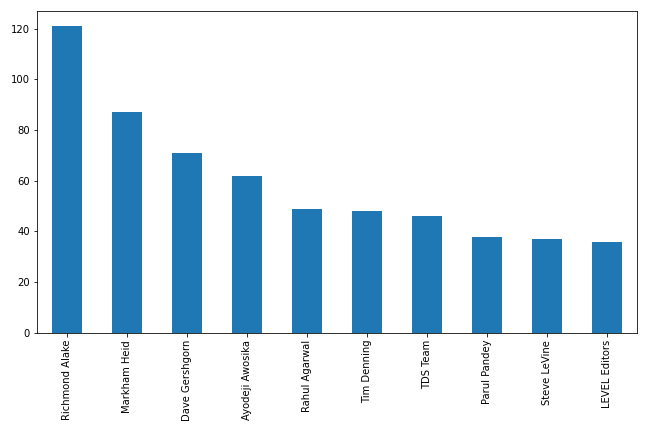 120
100
80
60
40
20
0
Richmond Alake
Markham Heid
Dave Gershgorn
Ayodeji Awosika
Rahul Agarwal
Tim Denning
TDS Team
Parul Pandey
Steve LeVine
LEVEL Editors